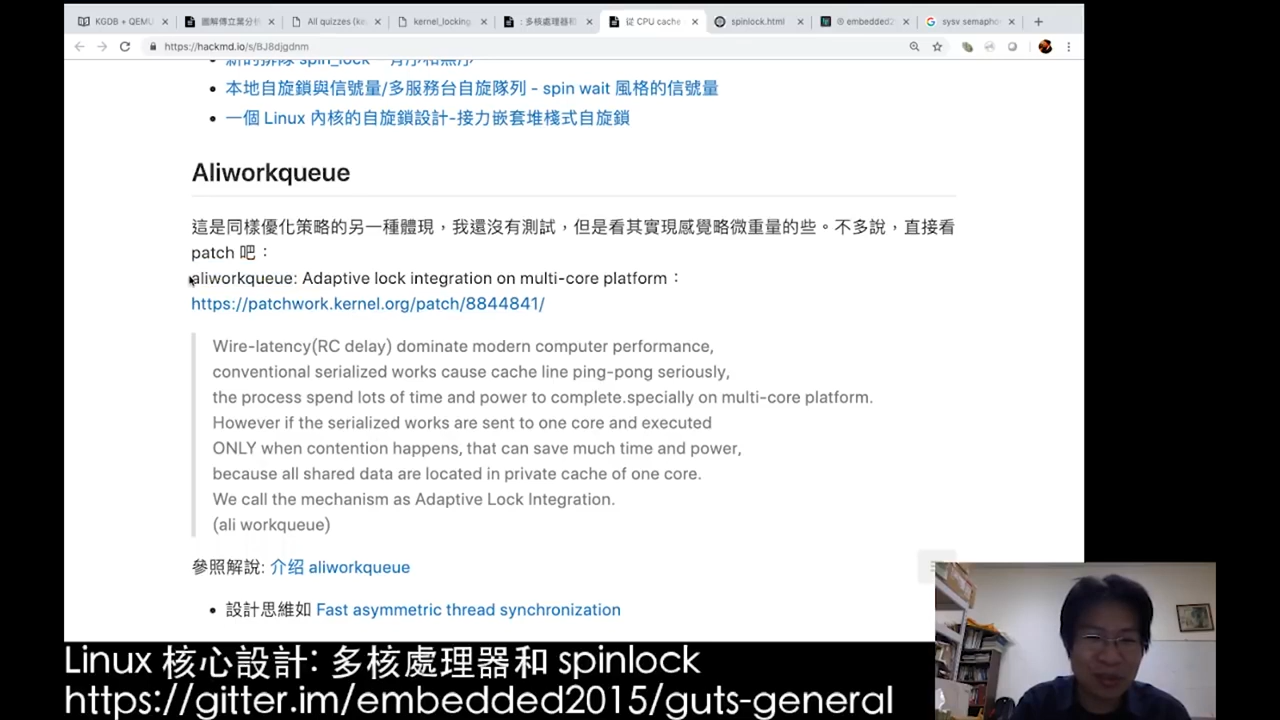 KGDB + QEMU
圖解傳立葉分析
All quizzes (ke
kernel_locking
: 多核處理器和
從 CPU cache
spinlock.html
embedded2
sysv semapho
https://hackmd.io/s/BJ8djgdnm
新的排隊 spin_lock
本地自旋鎖與信號量/多服務台自旋隊列 - spin wait 風格的信號量
一個 Linux 內核的自旋鎖設計-接力嵌套堆棧式自旋鎖
Aliworkqueue
這是同樣優化策略的另一種體現，我還沒有測試，但是看其實現感覺略微重量的些。不多說，直接看
patch 吧：
aliworkqueue: Adaptive lock integration on multi-core platform：
https://patchwork.kernel.org/patch/8844841/
Wire-latency(RC delay) dominate modern computer performance,
conventional serialized works cause cache line ping-pong seriously,
the process spend lots of time and power to complete.specially on multi-core platform.
However if the serialized works are sent to one core and executed
ONLY when contention happens, that can save much time and power,
because all shared data are located in private cache of one core.
We call the mechanism as Adaptive Lock Integration.
(ali workqueue)
參照解說: 介绍 aliworkqueue
設計思維如 Fast asymmetric thread synchronization
Linux 核心設計: 多核處理器和 spinlock
https://gitter.im/embedded2015/guts-general